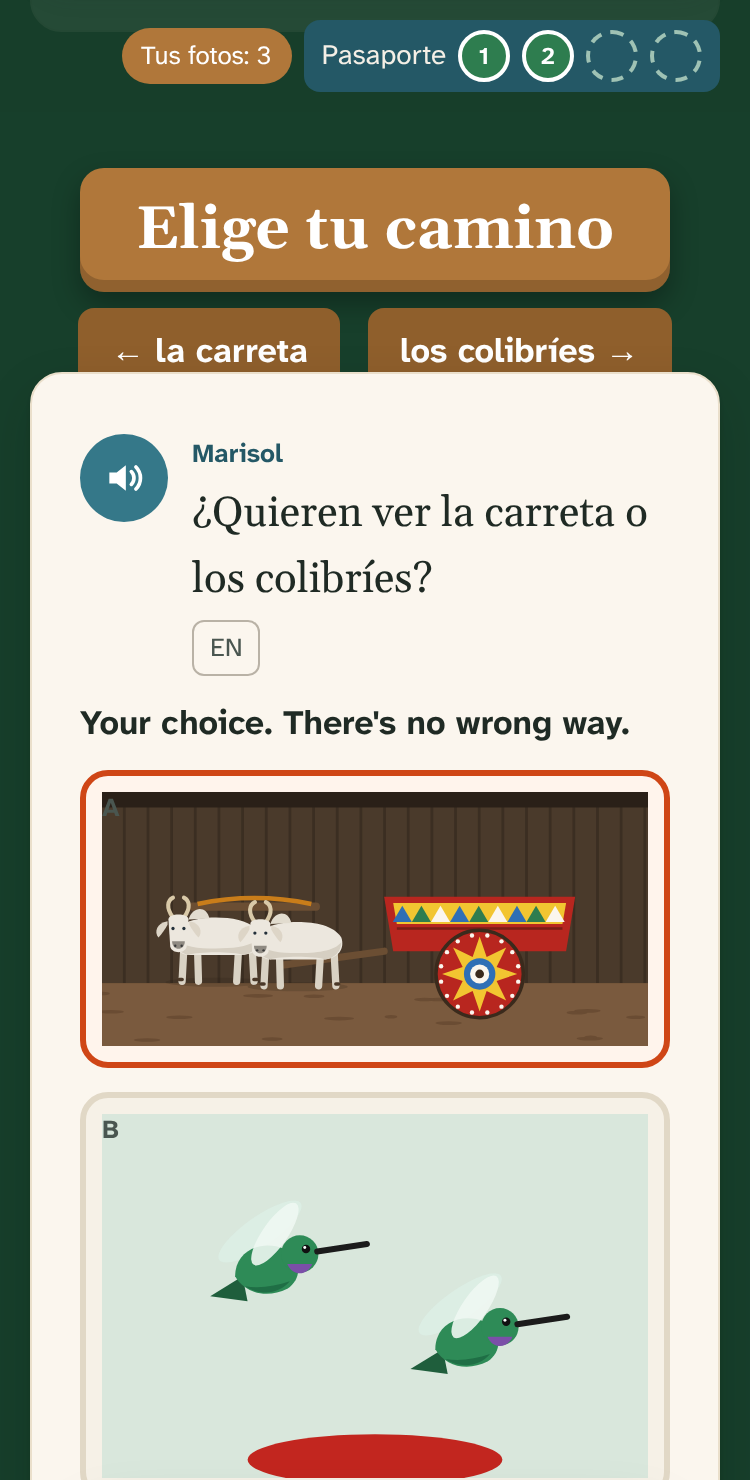 Tus fotos: 3
Pasaporte 1 2
Elige tu camino
← la carreta
los colibríes →
Marisol
¿Quieren ver la carreta o
los colibríes?
EN
Your choice. There's no wrong way.
A
B